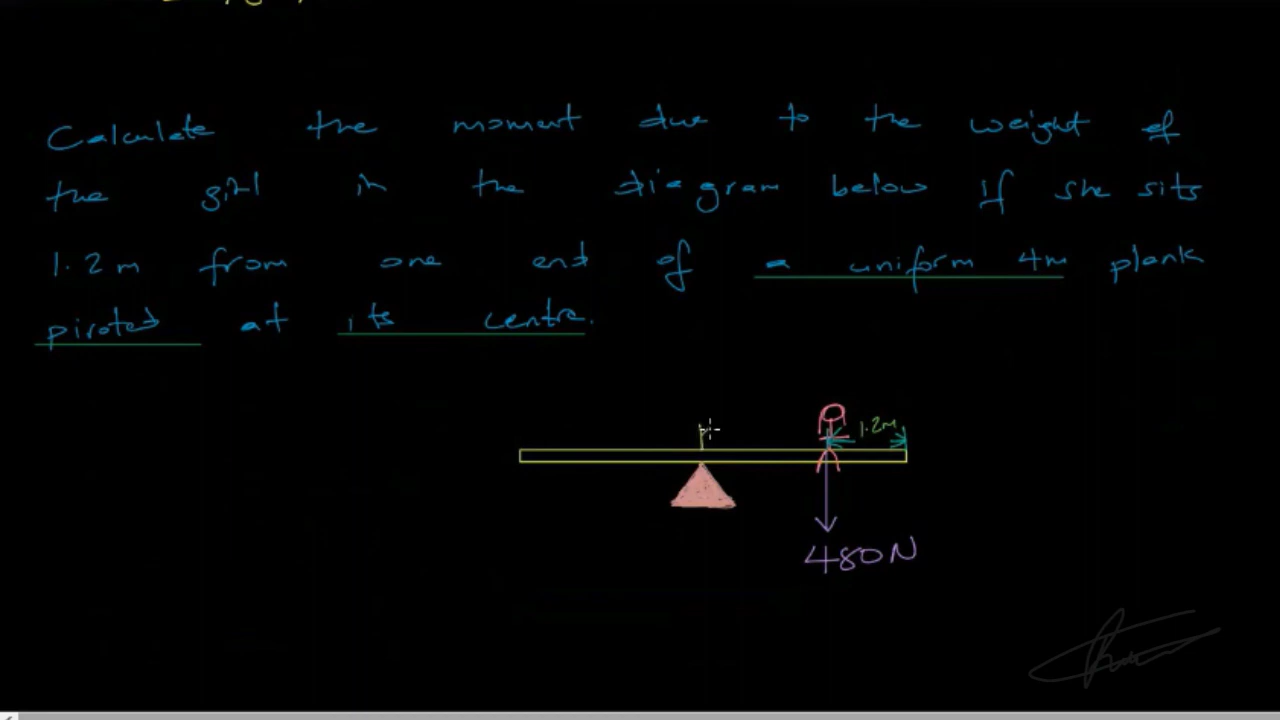 Calculate the moment due to the weight of
the girl in the diagram below if she sits
1.2m from one end of a uniform 4m plank
pivoted at its centre.
1.2m
480N